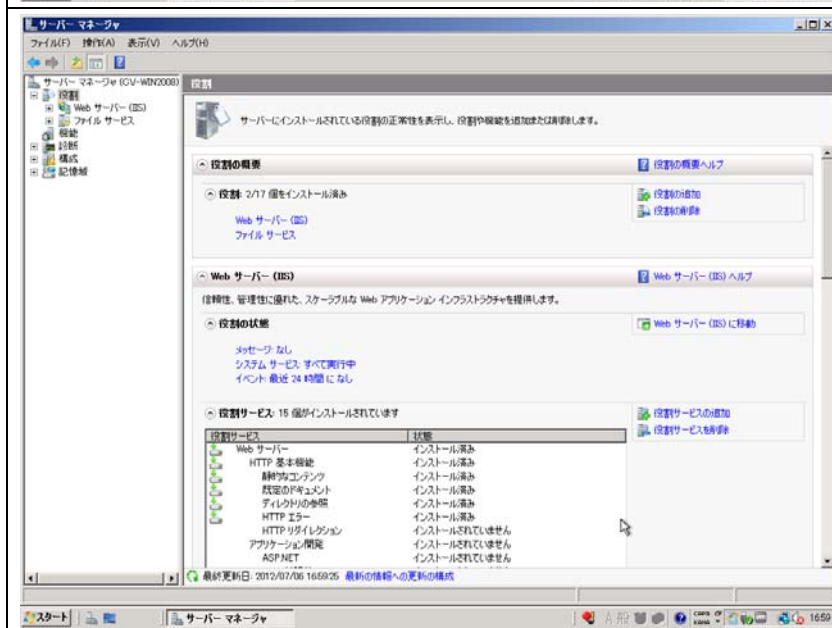 サーバー マネージャ
ファイル(F) 操作(A) 表示(V) ヘルプ(H)
サーバー マネージャ (GV-WIN2008)
役割
Web サーバー (IIS)
ファイル サービス
機能
診断
構成
記憶域
役割
サーバーにインストールされている役割の正常性を表示し、役割や機能を追加または削除します。
役割の概要
役割の概要ヘルプ
役割: 2/17 個をインストール済み
役割の追加
役割の削除
Web サーバー (IIS)
ファイル サービス
Web サーバー (IIS)
Web サーバー (IIS) ヘルプ
信頼性、管理性に優れた、スケーラブルな Web アプリケーション インフラストラクチャを提供します。
役割の状態
Web サーバー (IIS) に移動
メッセージ: なし
システム サービス: すべて実行中
イベント: 最近 24 時間 に なし
役割サービス: 15 個がインストールされています
役割サービスの追加
役割サービスを削除
役割サービス 状態
Web サーバー インストール済み
HTTP 基本機能 インストール済み
静的なコンテンツ インストール済み
既定のドキュメント インストール済み
ディレクトリの参照 インストール済み
HTTP エラー インストール済み
HTTP リダイレクション インストールされていません
アプリケーション開発 インストールされていません
ASP.NET インストールされていません
最終更新日: 2012/07/06 16:59:25 最新の情報への更新の構成
スタート
サーバー マネージャ
A 般
CAPS
KANA
16:59